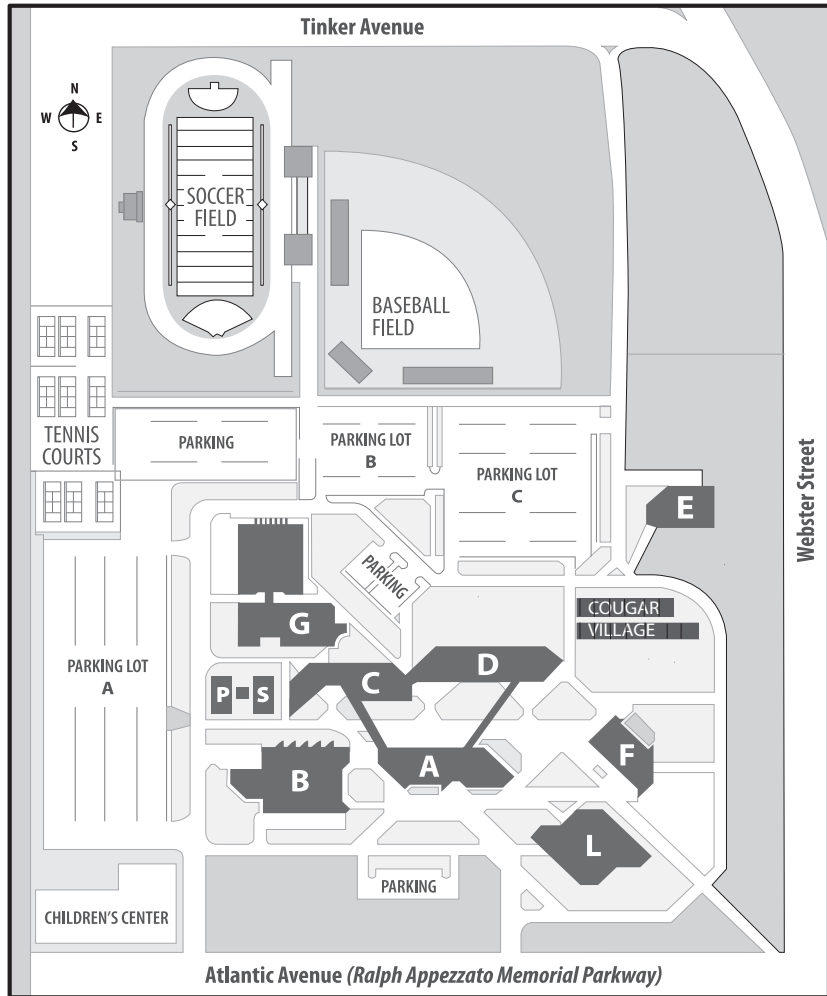 Tinker Avenue
N
W E
S
SOCCER
FIELD
BASEBALL
FIELD
TENNIS
COURTS
PARKING
PARKING LOT
B
PARKING LOT
C
E
Webster Street
PARKING
COUGAR
VILLAGE
G
PARKING LOT
A
P S
C
D
F
B
A
L
PARKING
CHILDREN'S CENTER
Atlantic Avenue (Ralph Appezzato Memorial Parkway)